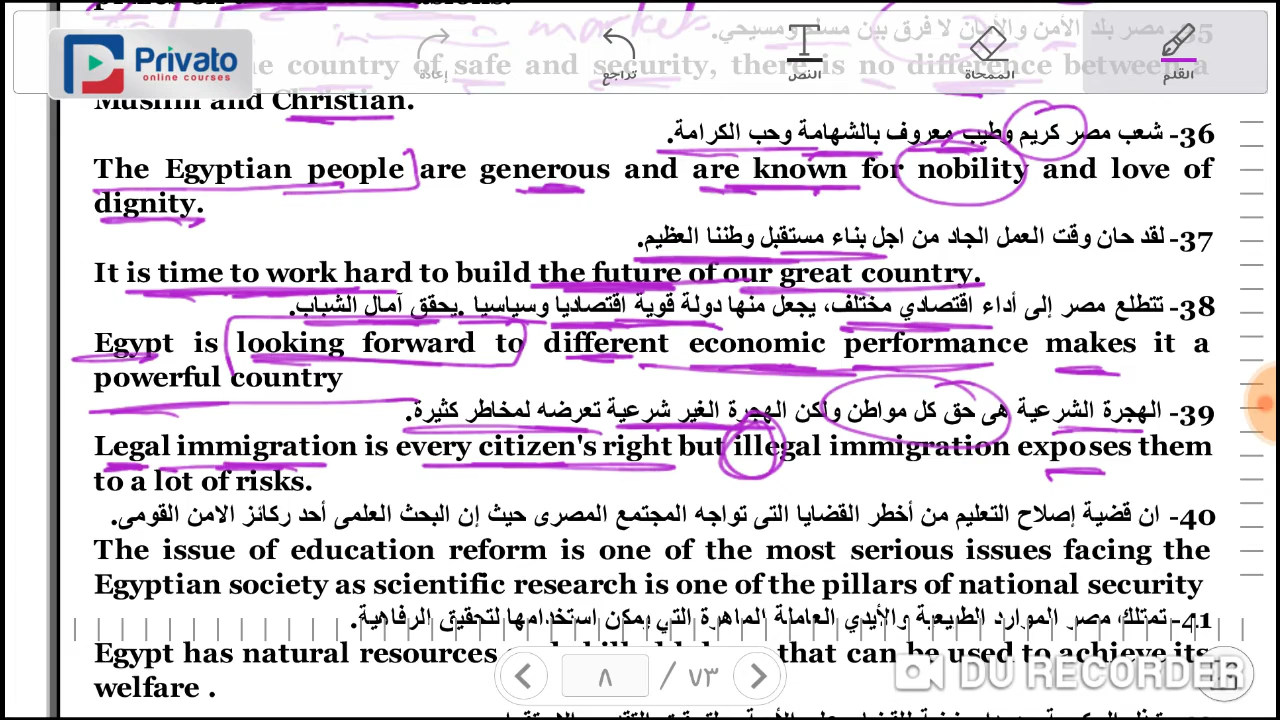 prizes on
35- مصر بلد الأمن والأمان لا فرق بين مسلم ومسيحي.
the country of safe and security, there is no difference between a
Privato
online courses
إعادة
تراجع
النص
الممحاة
القلم
Muslim and Christian.
36- شعب مصر كريم وطيب معروف بالشهامة وحب الكرامة.
The Egyptian people are generous and are known for nobility and love of
dignity.
37- لقد حان وقت العمل الجاد من اجل بناء مستقبل وطننا العظيم.
It is time to work hard to build the future of our great country.
38- تتطلع مصر إلى أداء اقتصادي مختلف، يجعل منها دولة قوية اقتصاديا وسياسيا .يحقق آمال الشباب.
Egypt is looking forward to different economic performance makes it a
powerful country
39- الهجرة الشرعية هى حق كل مواطن ولكن الهجرة الغير شرعية تعرضه لمخاطر كثيرة.
Legal immigration is every citizen's right but illegal immigration exposes them
to a lot of risks.
40- ان قضية إصلاح التعليم من أخطر القضايا التى تواجه المجتمع المصرى حيث إن البحث العلمى أحد ركائز الامن القومى.
The issue of education reform is one of the most serious issues facing the
Egyptian society as scientific research is one of the pillars of national security
41- تمتلك مصر الموارد الطبيعية والأيدي العاملة الماهرة التي يمكن استخدامها لتحقيق الرفاهية.
Egypt has natural resources that can be used to achieve its
welfare .
٨ / ٧٣
DU RECORDER